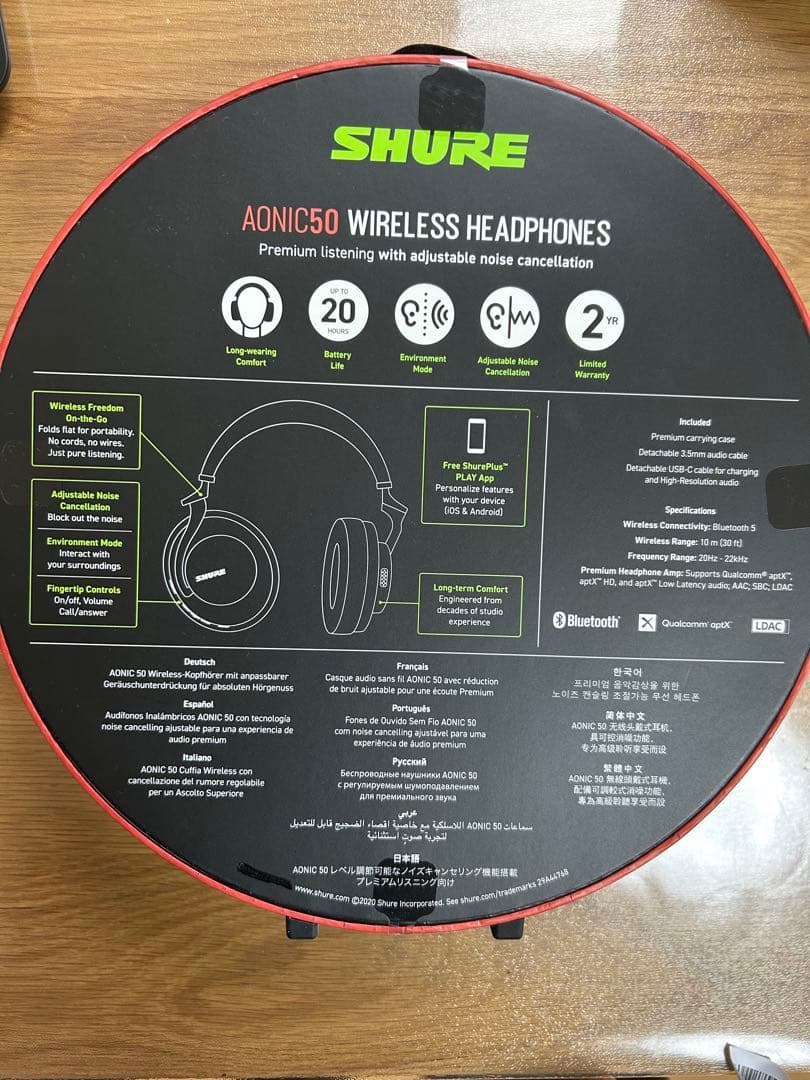 SHURE
AONIC50 WIRELESS HEADPHONES
Premium listening with adjustable noise cancellation
UP TO
20
HOURS
2 YR
Long-wearing
Comfort
Battery
Life
Environment
Mode
Adjustable Noise
Cancellation
Limited
Warranty
Wireless Freedom
On-the-Go
Folds flat for portability.
No cords, no wires.
Just pure listening.
Adjustable Noise
Cancellation
Block out the noise
Environment Mode
Interact with
your surroundings
Fingertip Controls
On/off, Volume
Call/answer
SHURE
Free ShurePlus™
PLAY App
Personalize features
with your device
(iOS & Android)
Long-term Comfort
Engineered from
decades of studio
experience
Included
Premium carrying case
Detachable 3.5mm audio cable
Detachable USB-C cable for charging
and High-Resolution audio
Specifications
Wireless Connectivity: Bluetooth 5
Wireless Range: 10 m (30 ft)
Frequency Range: 20Hz - 22kHz
Premium Headphone Amp: Supports Qualcomm® aptX™,
aptX™ HD, and aptX™ Low Latency audio; AAC; SBC; LDAC
Bluetooth®
Qualcomm® aptX™
LDAC
Deutsch
AONIC 50 Wireless-Kopfhörer mit anpassbarer
Geräuschunterdrückung für absoluten Hörgenuss
Español
Audífonos Inalámbricos AONIC 50 con tecnología
noise cancelling ajustable para una experiencia de
audio premium
Italiano
AONIC 50 Cuffia Wireless con
cancellazione del rumore regolabile
per un Ascolto Superiore
Français
Casque audio sans fil AONIC 50 avec réduction
de bruit ajustable pour une écoute Premium
Português
Fones de Ouvido Sem Fio AONIC 50
com noise cancelling ajustável para uma
experiência de áudio premium
Русский
Беспроводные наушники AONIC 50
с регулируемым шумоподавлением
для премиального звука
한국어
프리미엄 음악감상을 위한
노이즈 캔슬링 조절가능 무선 헤드폰
简体中文
AONIC 50 无线头戴式耳机,
具可控消噪功能,
专为高级聆听享受而设
繁體中文
AONIC 50 無線頭戴式耳機,
配備可調較式消噪功能,
專為高級聆聽享受而設
عربي
سماعات AONIC 50 اللاسلكية مع خاصية اقصاء الضجيج قابل للتعديل
لتجربة صوت استثنائية
日本語
AONIC 50 レベル調節可能なノイズキャンセリング機能搭載
プレミアムリスニング向け
www.shure.com ©2020 Shure Incorporated. See shure.com/trademarks 29A44768